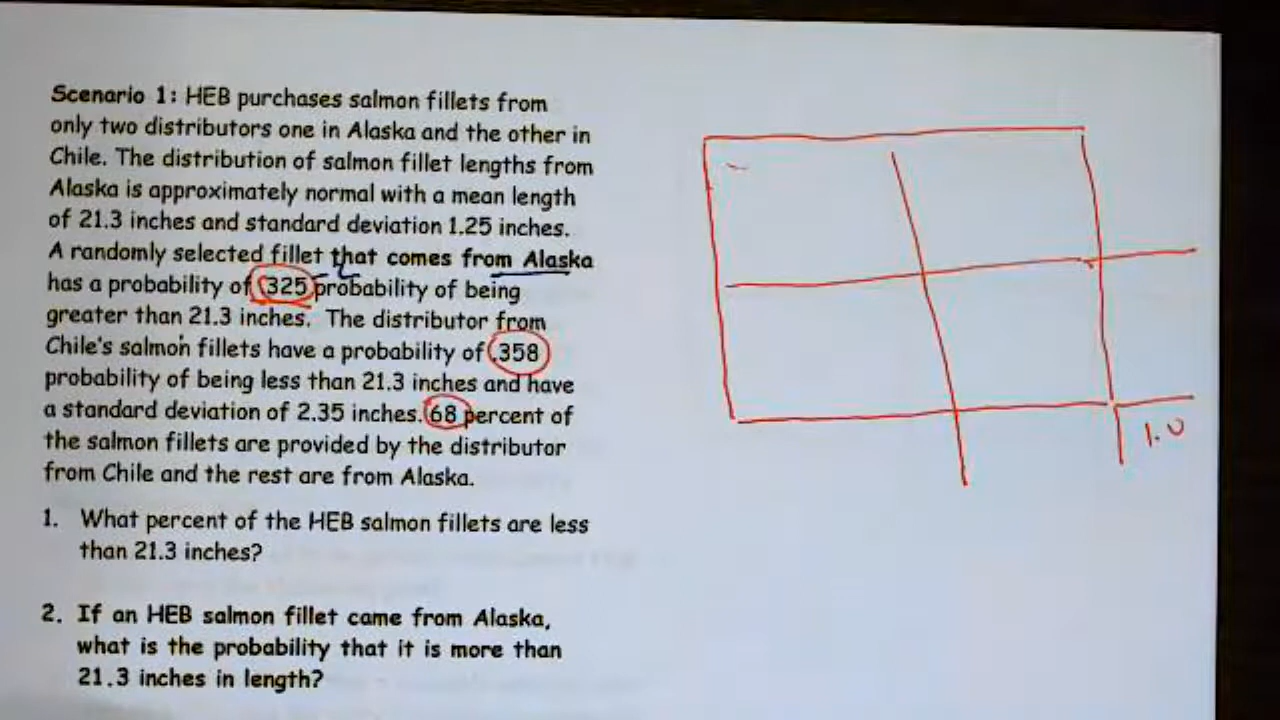 Scenario 1: HEB purchases salmon fillets from
only two distributors one in Alaska and the other in
Chile. The distribution of salmon fillet lengths from
Alaska is approximately normal with a mean length
of 21.3 inches and standard deviation 1.25 inches.
A randomly selected fillet that comes from Alaska
has a probability of .325 probability of being
greater than 21.3 inches. The distributor from
Chile's salmon fillets have a probability of .358
probability of being less than 21.3 inches and have
a standard deviation of 2.35 inches. 68 percent of
the salmon fillets are provided by the distributor
from Chile and the rest are from Alaska.
1. What percent of the HEB salmon fillets are less
than 21.3 inches?
2. If an HEB salmon fillet came from Alaska,
what is the probability that it is more than
21.3 inches in length?
1.0